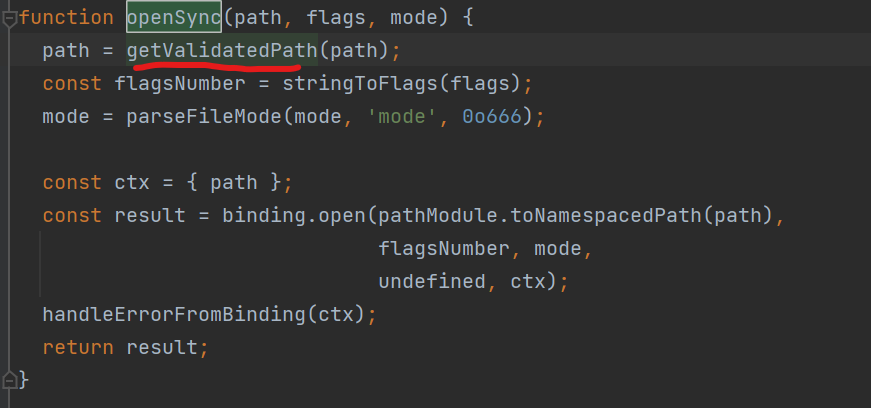 function openSync(path, flags, mode) {
path = getValidatedPath(path);
const flagsNumber = stringToFlags(flags);
mode = parseFileMode(mode, 'mode', 0o666);
const ctx = { path };
const result = binding.open(pathModule.toNamespacedPath(path),
flagsNumber, mode,
undefined, ctx);
handleErrorFromBinding(ctx);
return result;
}